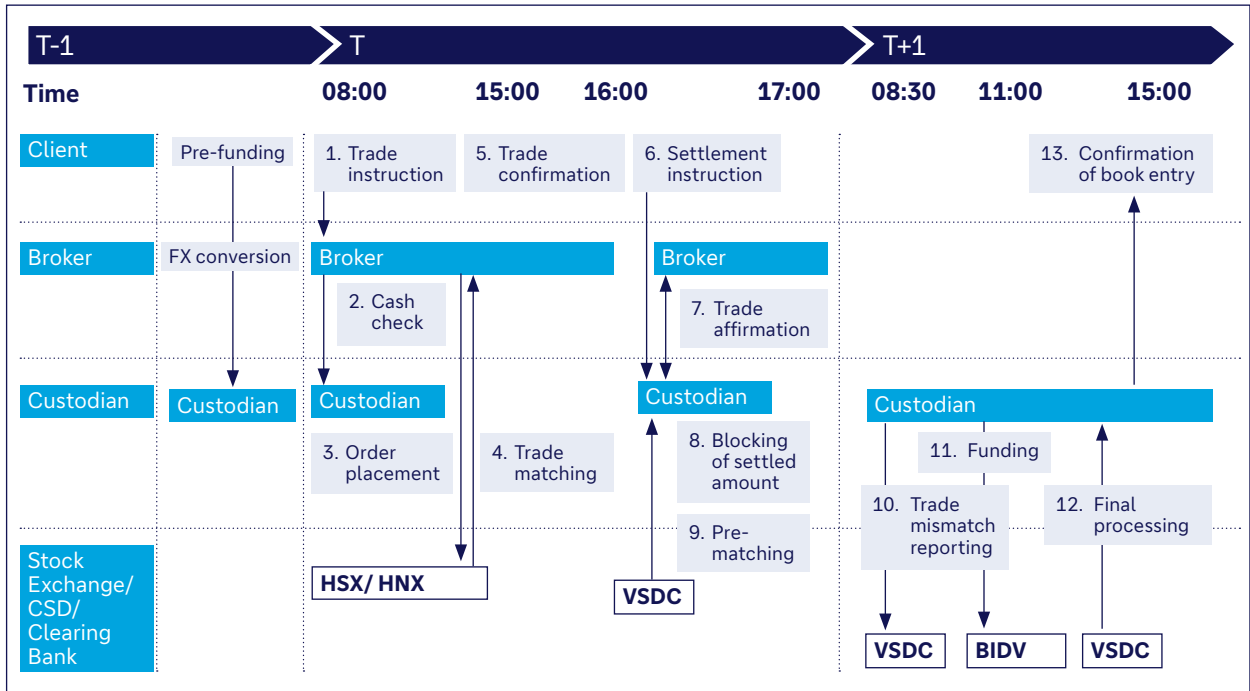 T-1
T
T+1
Time
08:00
15:00
16:00
17:00
08:30
11:00
15:00
Client
Pre-funding
1. Trade
instruction
5. Trade
confirmation
6. Settlement
instruction
13. Confirmation
of book entry
Broker
FX conversion
Broker
Broker
2. Cash
check
7. Trade
affirmation
Custodian
Custodian
Custodian
Custodian
Custodian
3. Order
placement
4. Trade
matching
8. Blocking
of settled
amount
11. Funding
10. Trade
mismatch
reporting
12. Final
processing
9. Pre-
matching
Stock
Exchange/
CSD/
Clearing
Bank
HSX/ HNX
VSDC
VSDC
BIDV
VSDC